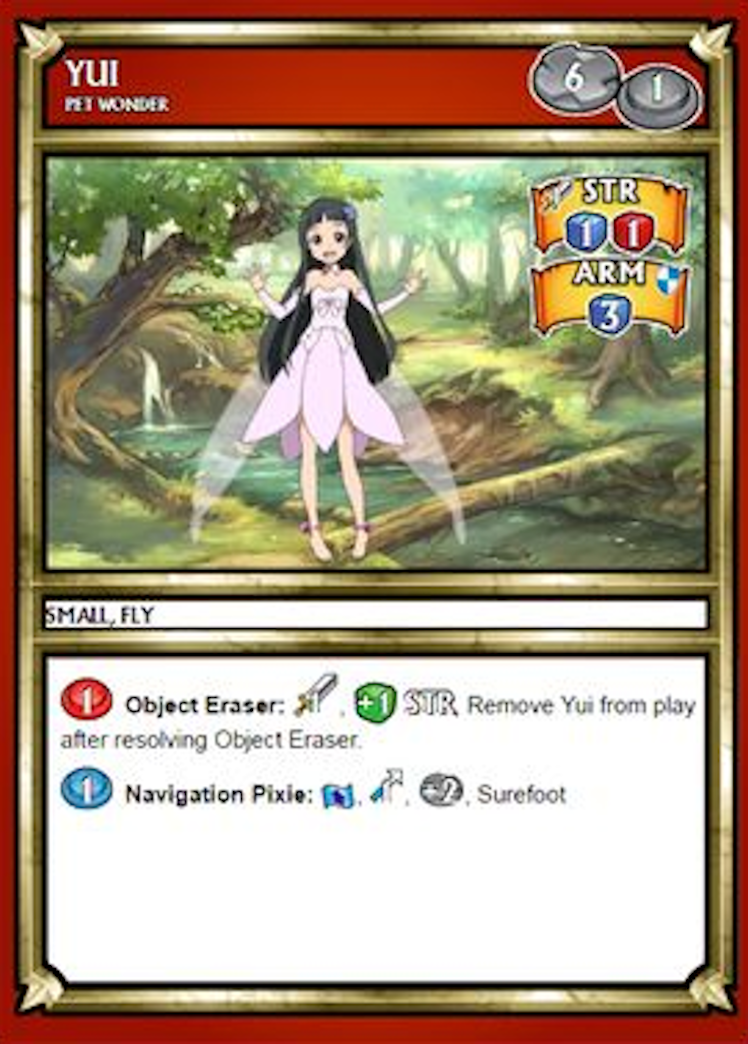 YUI
PET WONDER
6 1
STR
1 1
ARM
3
SMALL, FLY
1 Object Eraser: , +1 STR, Remove Yui from play
after resolving Object Eraser.
1 Navigation Pixie: , , , Surefoot